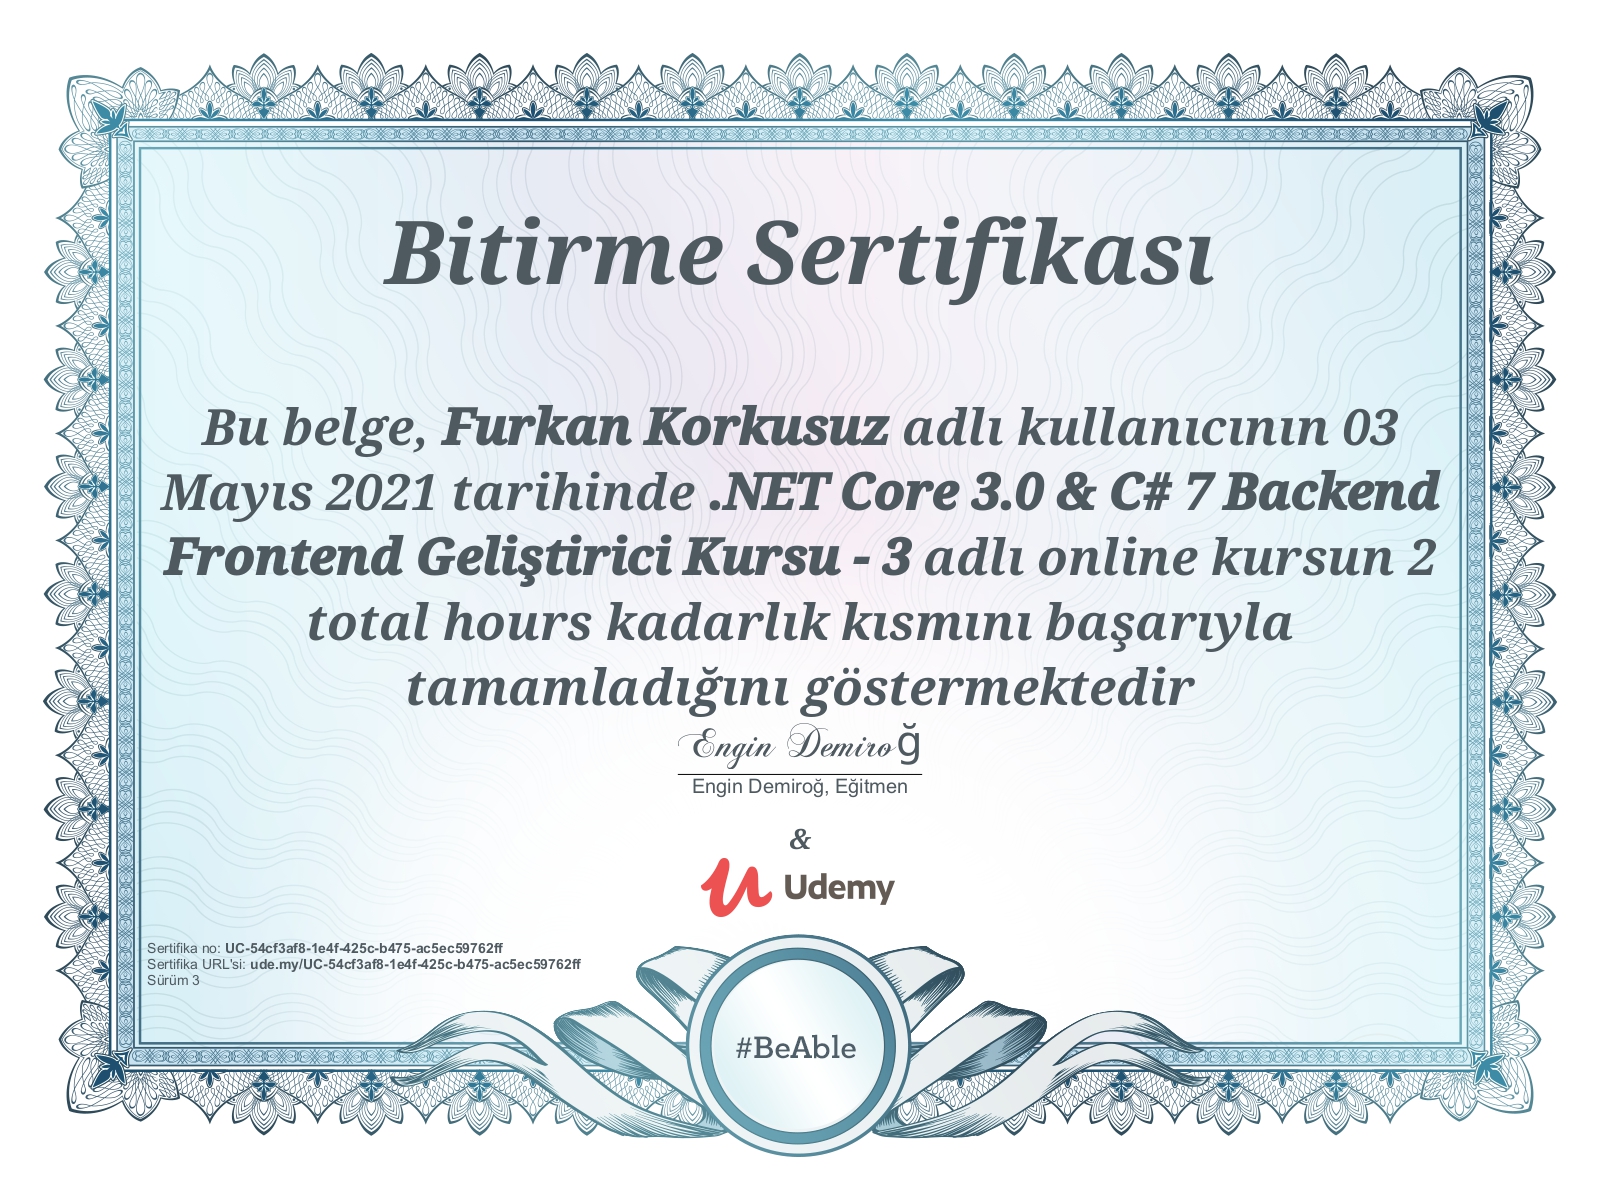 Bitirme Sertifikası
Bu belge, Furkan Korkusuz adlı kullanıcının 03
Mayıs 2021 tarihinde .NET Core 3.0 & C# 7 Backend
Frontend Geliştirici Kursu - 3 adlı online kursun 2
total hours kadarlık kısmını başarıyla
tamamladığını göstermektedir
Engin Demiroğ
Engin Demiroğ, Eğitmen
&
Udemy
Sertifika no: UC-54cf3af8-1e4f-425c-b475-ac5ec59762ff
Sertifika URL'si: ude.my/UC-54cf3af8-1e4f-425c-b475-ac5ec59762ff
Sürüm 3
#BeAble